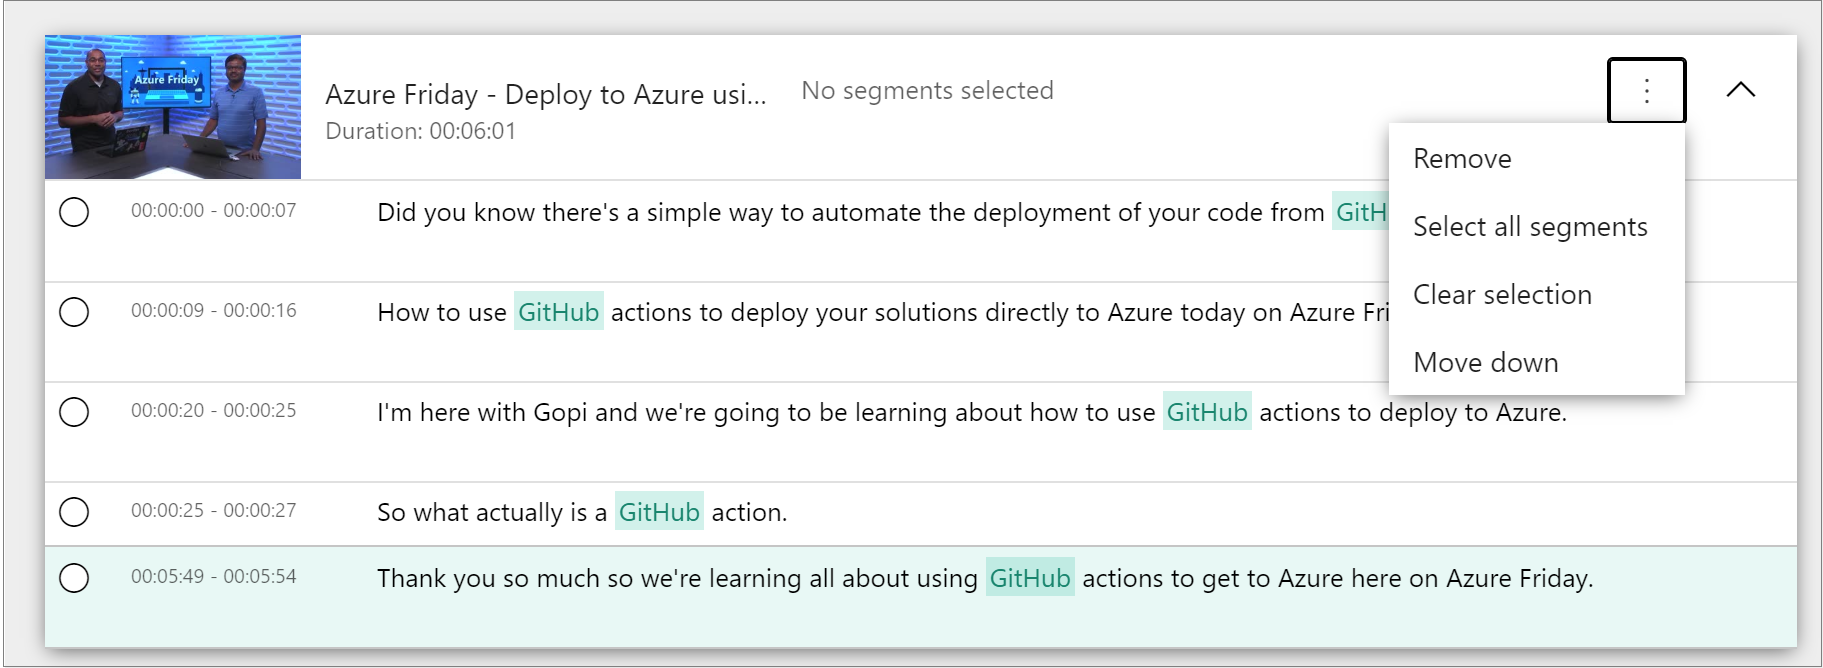 Azure Friday
Azure Friday - Deploy to Azure usi...
No segments selected
Duration: 00:06:01
Remove
Select all segments
Clear selection
Move down
00:00:00 - 00:00:07
Did you know there's a simple way to automate the deployment of your code from GitH
00:00:09 - 00:00:16
How to use GitHub actions to deploy your solutions directly to Azure today on Azure Fri
00:00:20 - 00:00:25
I'm here with Gopi and we're going to be learning about how to use GitHub actions to deploy to Azure.
00:00:25 - 00:00:27
So what actually is a GitHub action.
00:05:49 - 00:05:54
Thank you so much so we're learning all about using GitHub actions to get to Azure here on Azure Friday.